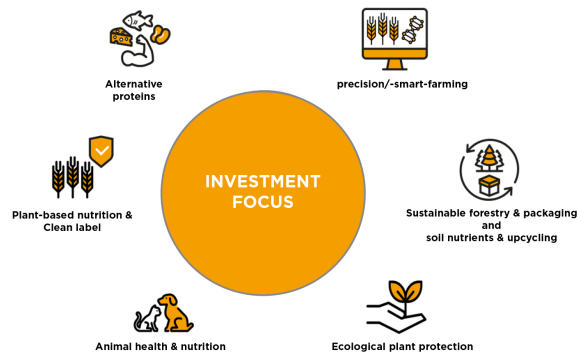 Alternative
proteins
precision/-smart-farming
INVESTMENT
FOCUS
Plant-based nutrition &
Clean label
Sustainable forestry & packaging
and
soil nutrients & upcycling
Animal health & nutrition
Ecological plant protection